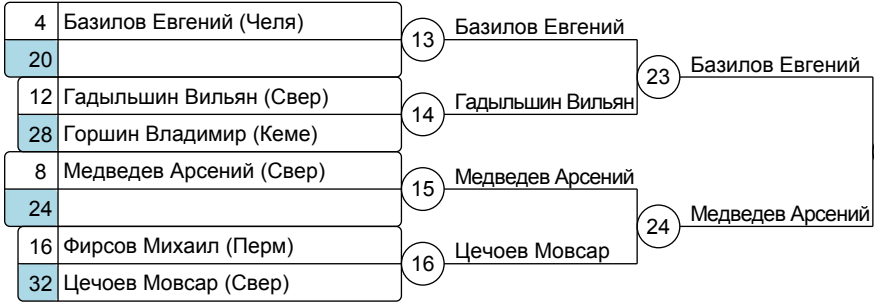 4 Базилов Евгений (Челя)
20
12 Гадыльшин Вильян (Свер)
28 Горшин Владимир (Кеме)
8 Медведев Арсений (Свер)
24
16 Фирсов Михаил (Перм)
32 Цечоев Мовсар (Свер)
13 Базилов Евгений
14 Гадыльшин Вильян
15 Медведев Арсений
16 Цечоев Мовсар
23 Базилов Евгений
24 Медведев Арсений